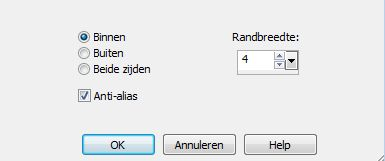 Binnen
Buiten
Beide zijden
Anti-alias
Randbreedte:
4
OK
Annuleren
Help